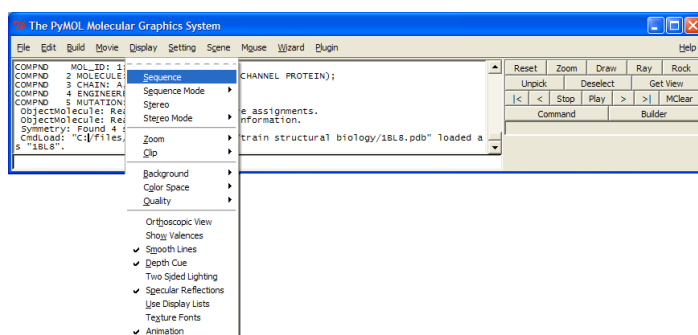 The PyMOL Molecular Graphics System
File Edit Build Movie Display Setting Scene Mouse Wizard Plugin Help
COMPND MOL_ID: 1
COMPND 2 MOLECULE: CHANNEL PROTEIN);
COMPND 3 CHAIN: A
COMPND 4 ENGINEERE
COMPND 5 MUTATION
ObjectMolecule: Rea e assignments.
ObjectMolecule: Rea nformation.
Symmetry: Found 4 s
CmdLoad: "C:/files/ train structural biology/1BL8.pdb" loaded a
s "1BL8".
Sequence
Sequence Mode
Stereo
Stereo Mode
Zoom
Clip
Background
Color Space
Quality
Orthoscopic View
Show Valences
Smooth Lines
Depth Cue
Two Sided Lighting
Specular Reflections
Use Display Lists
Texture Fonts
Animation
Reset Zoom Draw Ray Rock
Unpick Deselect Get View
|< < Stop Play > >| MClear
Command Builder